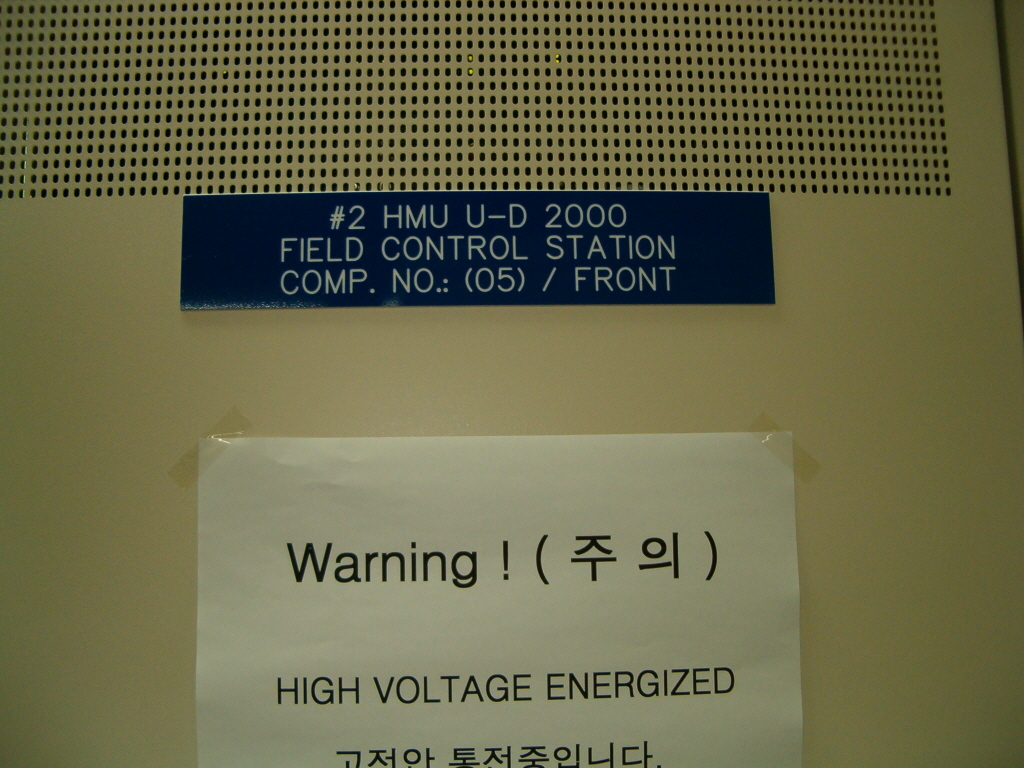 #2 HMU U-D 2000
FIELD CONTROL STATION
COMP. NO.: (05) / FRONT
Warning ! ( 주 의 )
HIGH VOLTAGE ENERGIZED
고전압 통전중입니다.